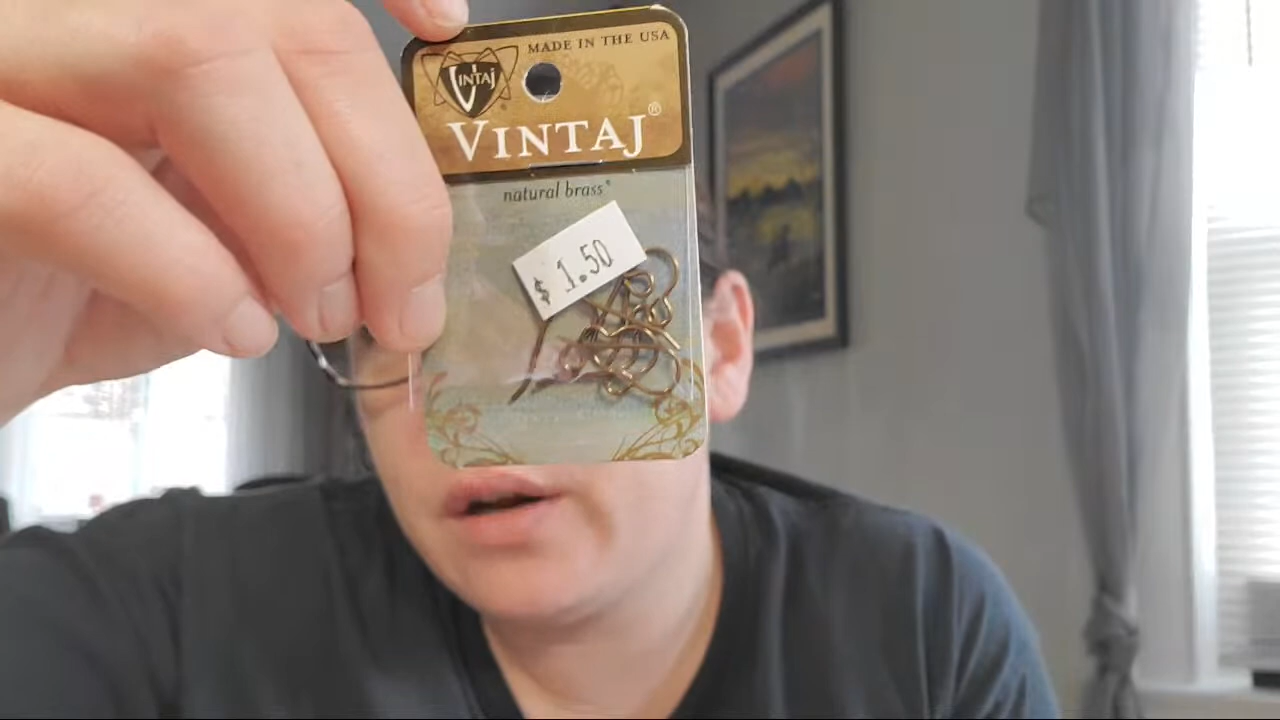 MADE IN THE USA
VINTAJ
®
VINTAJ®
natural brass®
$ 1.50